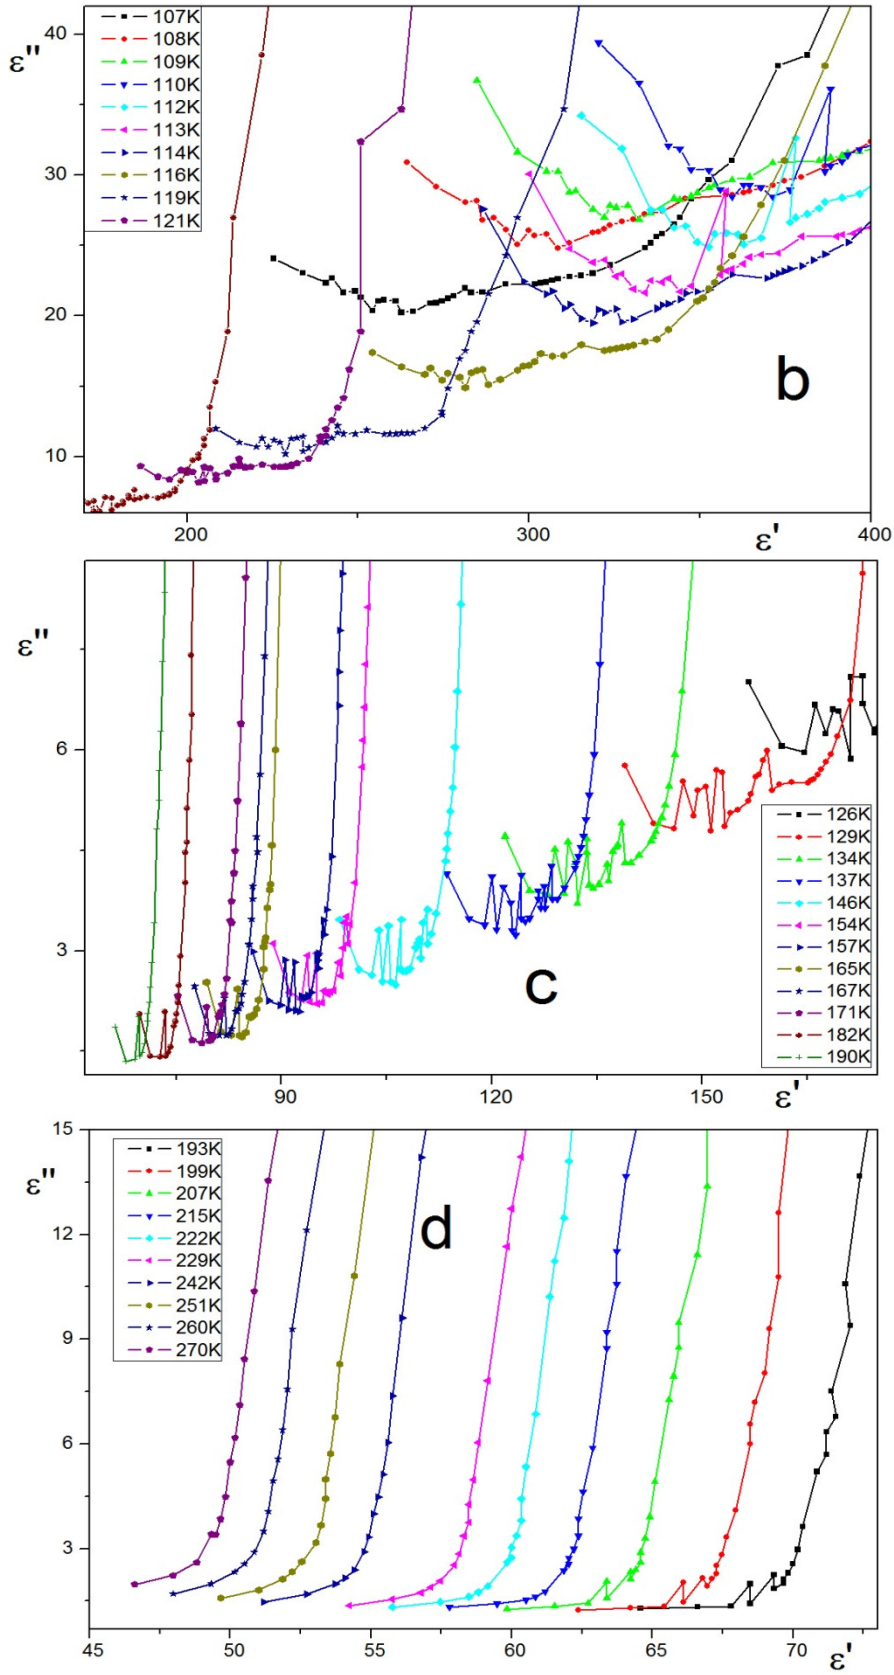 ε''
40
30
20
10
107K
108K
109K
110K
112K
113K
114K
116K
119K
121K
b
200
300
400
ε'
ε''
6
3
c
126K
129K
134K
137K
146K
154K
157K
165K
167K
171K
182K
190K
90
120
150
ε'
ε''
15
12
9
6
3
193K
199K
207K
215K
222K
229K
242K
251K
260K
270K
d
45
50
55
60
65
70
ε'